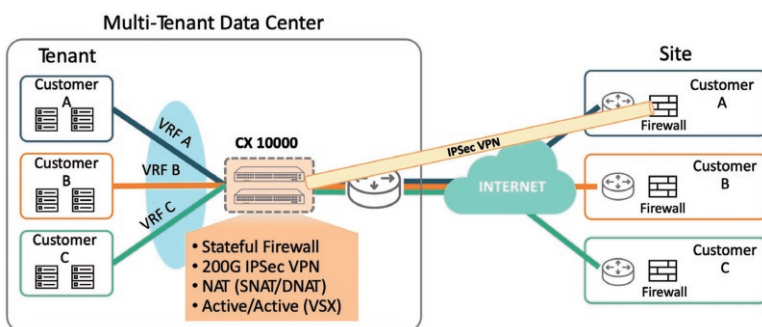 Multi-Tenant Data Center
Tenant
Site
Customer
A
Customer
B
Customer
C
VRF A
VRF B
VRF C
CX 10000
IPSec VPN
INTERNET
• Stateful Firewall
• 200G IPSec VPN
• NAT (SNAT/DNAT)
• Active/Active (VSX)
Customer
A
Firewall
Customer
B
Firewall
Customer
C
Firewall